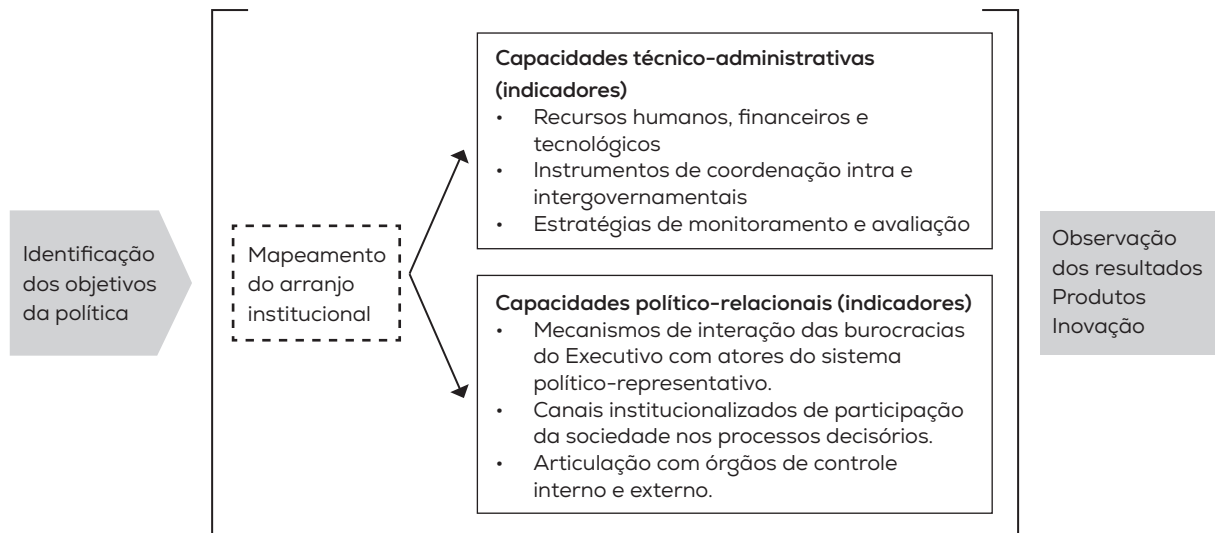 Identificação
dos objetivos
da política
Mapeamento
do arranjo
institucional
Capacidades técnico-administrativas
(indicadores)
• Recursos humanos, financeiros e
tecnológicos
• Instrumentos de coordenação intra e
intergovernamentais
• Estratégias de monitoramento e avaliação
Capacidades político-relacionais (indicadores)
• Mecanismos de interação das burocracias
do Executivo com atores do sistema
político-representativo.
• Canais institucionalizados de participação
da sociedade nos processos decisórios.
• Articulação com órgãos de controle
interno e externo.
Observação
dos resultados
Produtos
Inovação